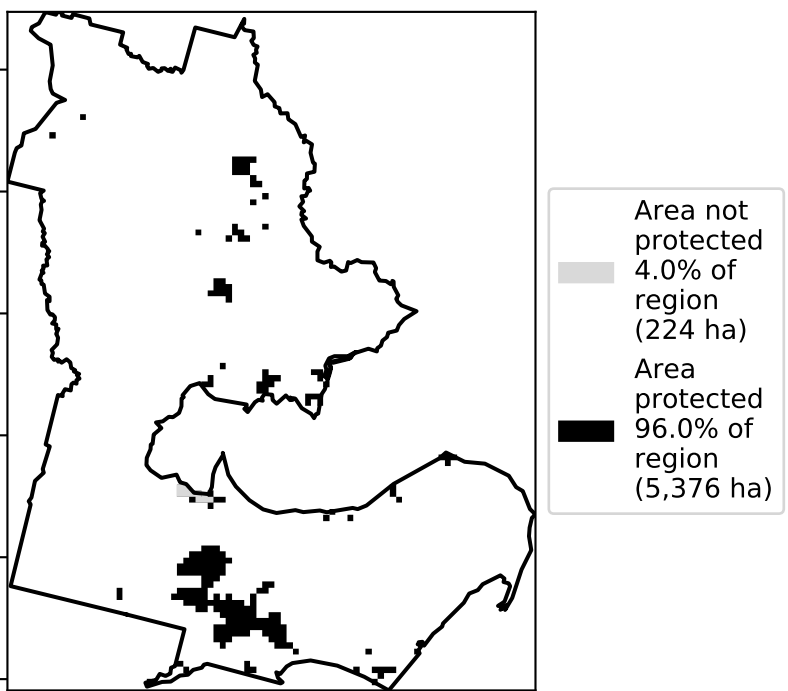 Area not
protected
4.0% of
region
(224 ha)
Area
protected
96.0% of
region
(5,376 ha)